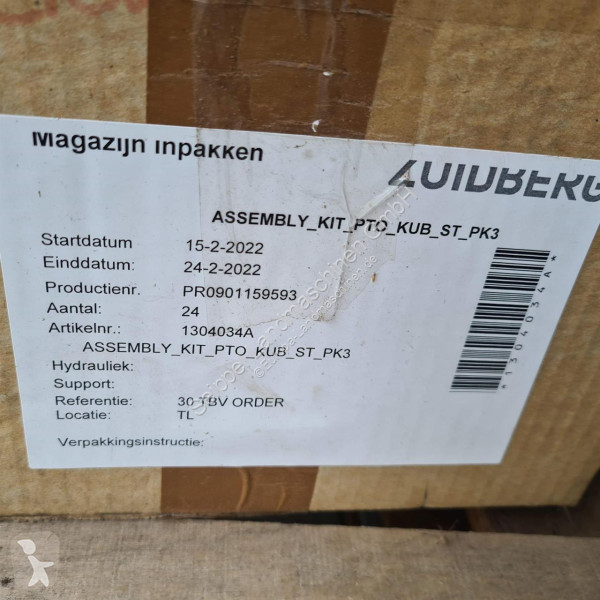 Magazijn inpakken
ZUIDBERG
ASSEMBLY_KIT_PTO_KUB_ST_PK3
Startdatum 15-2-2022
Einddatum: 24-2-2022
Productienr. PR0901159593
Aantal: 24
Artikelnr.: 1304034A
ASSEMBLY_KIT_PTO_KUB_ST_PK3
Hydrauliek:
Support:
Referentie: 30 TBV ORDER
Locatie: TL
Verpakkingsinstructie:
*1304034A*